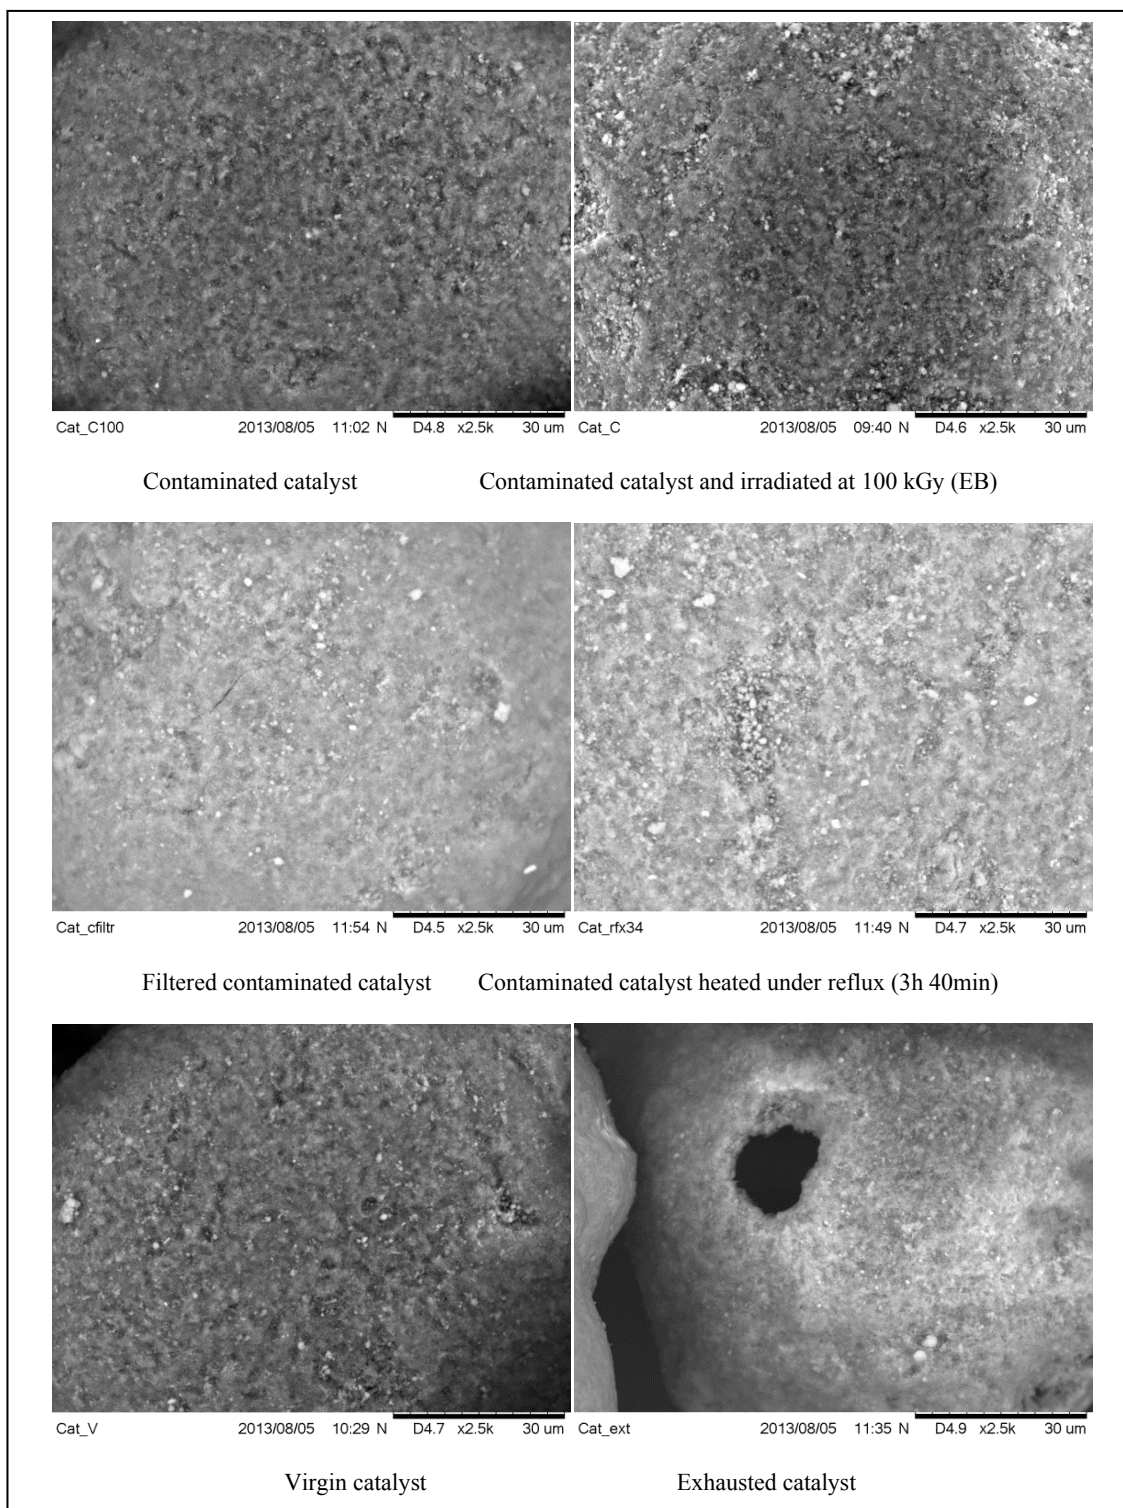 Cat_C100 2013/08/05 11:02 N D4.8 x2.5k 30 um
Cat_C 2013/08/05 09:40 N D4.6 x2.5k 30 um
Contaminated catalyst
Contaminated catalyst and irradiated at 100 kGy (EB)
Cat_cfiltr 2013/08/05 11:54 N D4.5 x2.5k 30 um
Cat_rfx34 2013/08/05 11:49 N D4.7 x2.5k 30 um
Filtered contaminated catalyst
Contaminated catalyst heated under reflux (3h 40min)
Cat_V 2013/08/05 10:29 N D4.7 x2.5k 30 um
Cat_ext 2013/08/05 11:35 N D4.9 x2.5k 30 um
Virgin catalyst
Exhausted catalyst